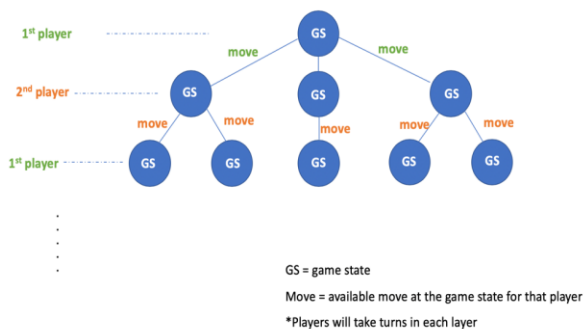 1st player
GS
move
move
2nd player
GS
GS
GS
move
move
move
move
move
1st player
GS
GS
GS
GS
GS
GS = game state
Move = available move at the game state for that player
*Players will take turns in each layer